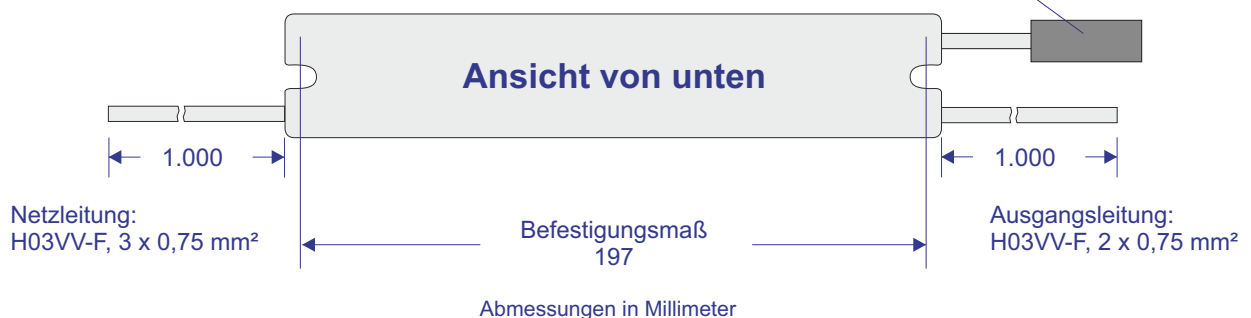 Ansicht von unten
1.000
1.000
Netzleitung:
H03VV-F, 3 x 0,75 mm²
Befestigungsmaß
197
Ausgangsleitung:
H03VV-F, 2 x 0,75 mm²
Abmessungen in Millimeter